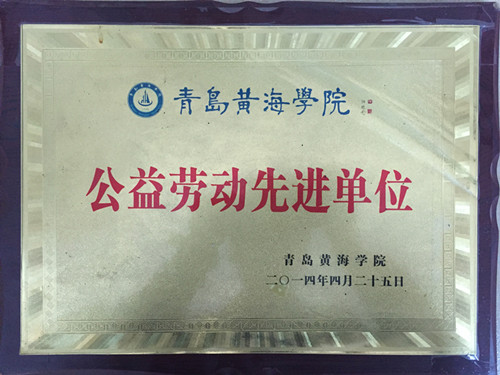 青島黄海學院
公益劳动先进单位
青岛黄海学院
二〇一四年四月二十五日